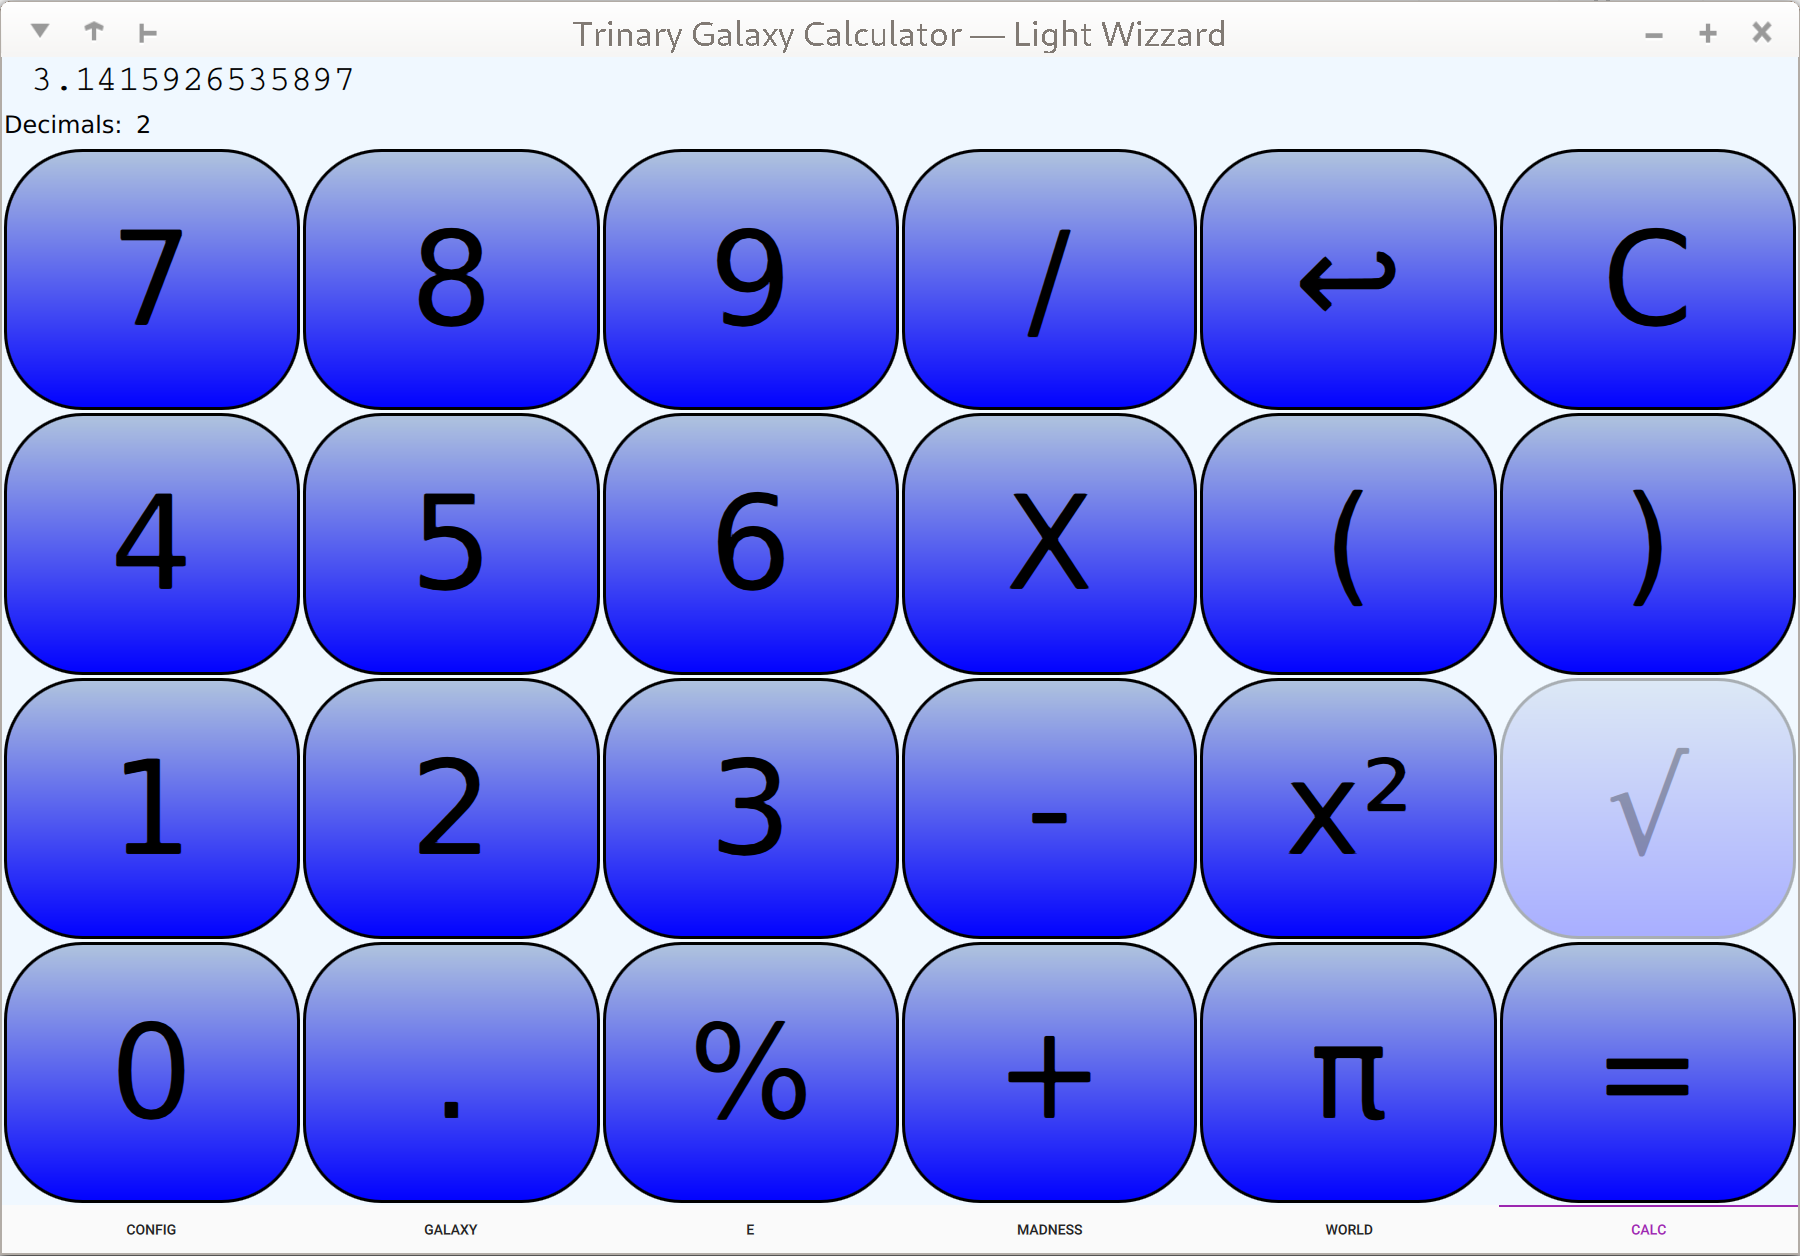 Trinary Galaxy Calculator — Light Wizzard
3.1415926535897
Decimals: 2
7 8 9 / ↩ C
4 5 6 X ( )
1 2 3 - x² √
0 . % + π =
CONFIG GALAXY E MADNESS WORLD CALC